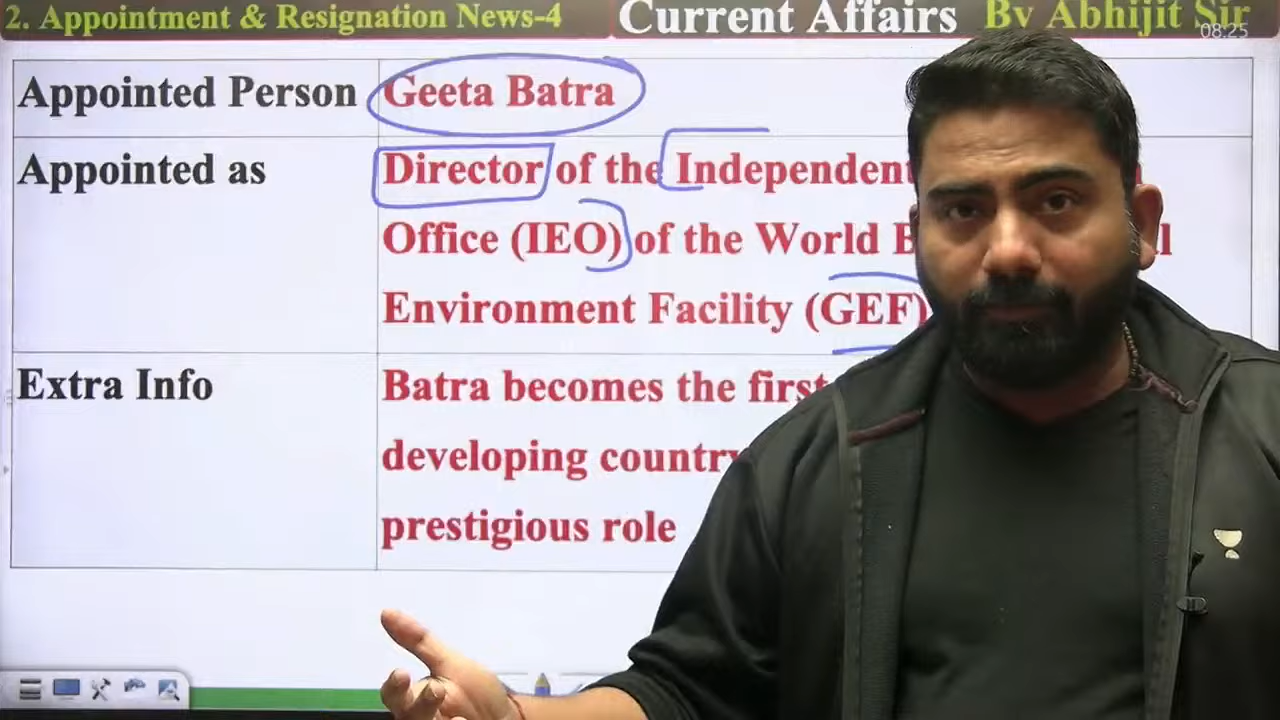 2. Appointment & Resignation News-4
Current Affairs By Abhijit Sir
08:25
Appointed Person Geeta Batra
Appointed as Director of the Independent
Office (IEO) of the World
Environment Facility (GEF)
Extra Info Batra becomes the first
developing country
prestigious role